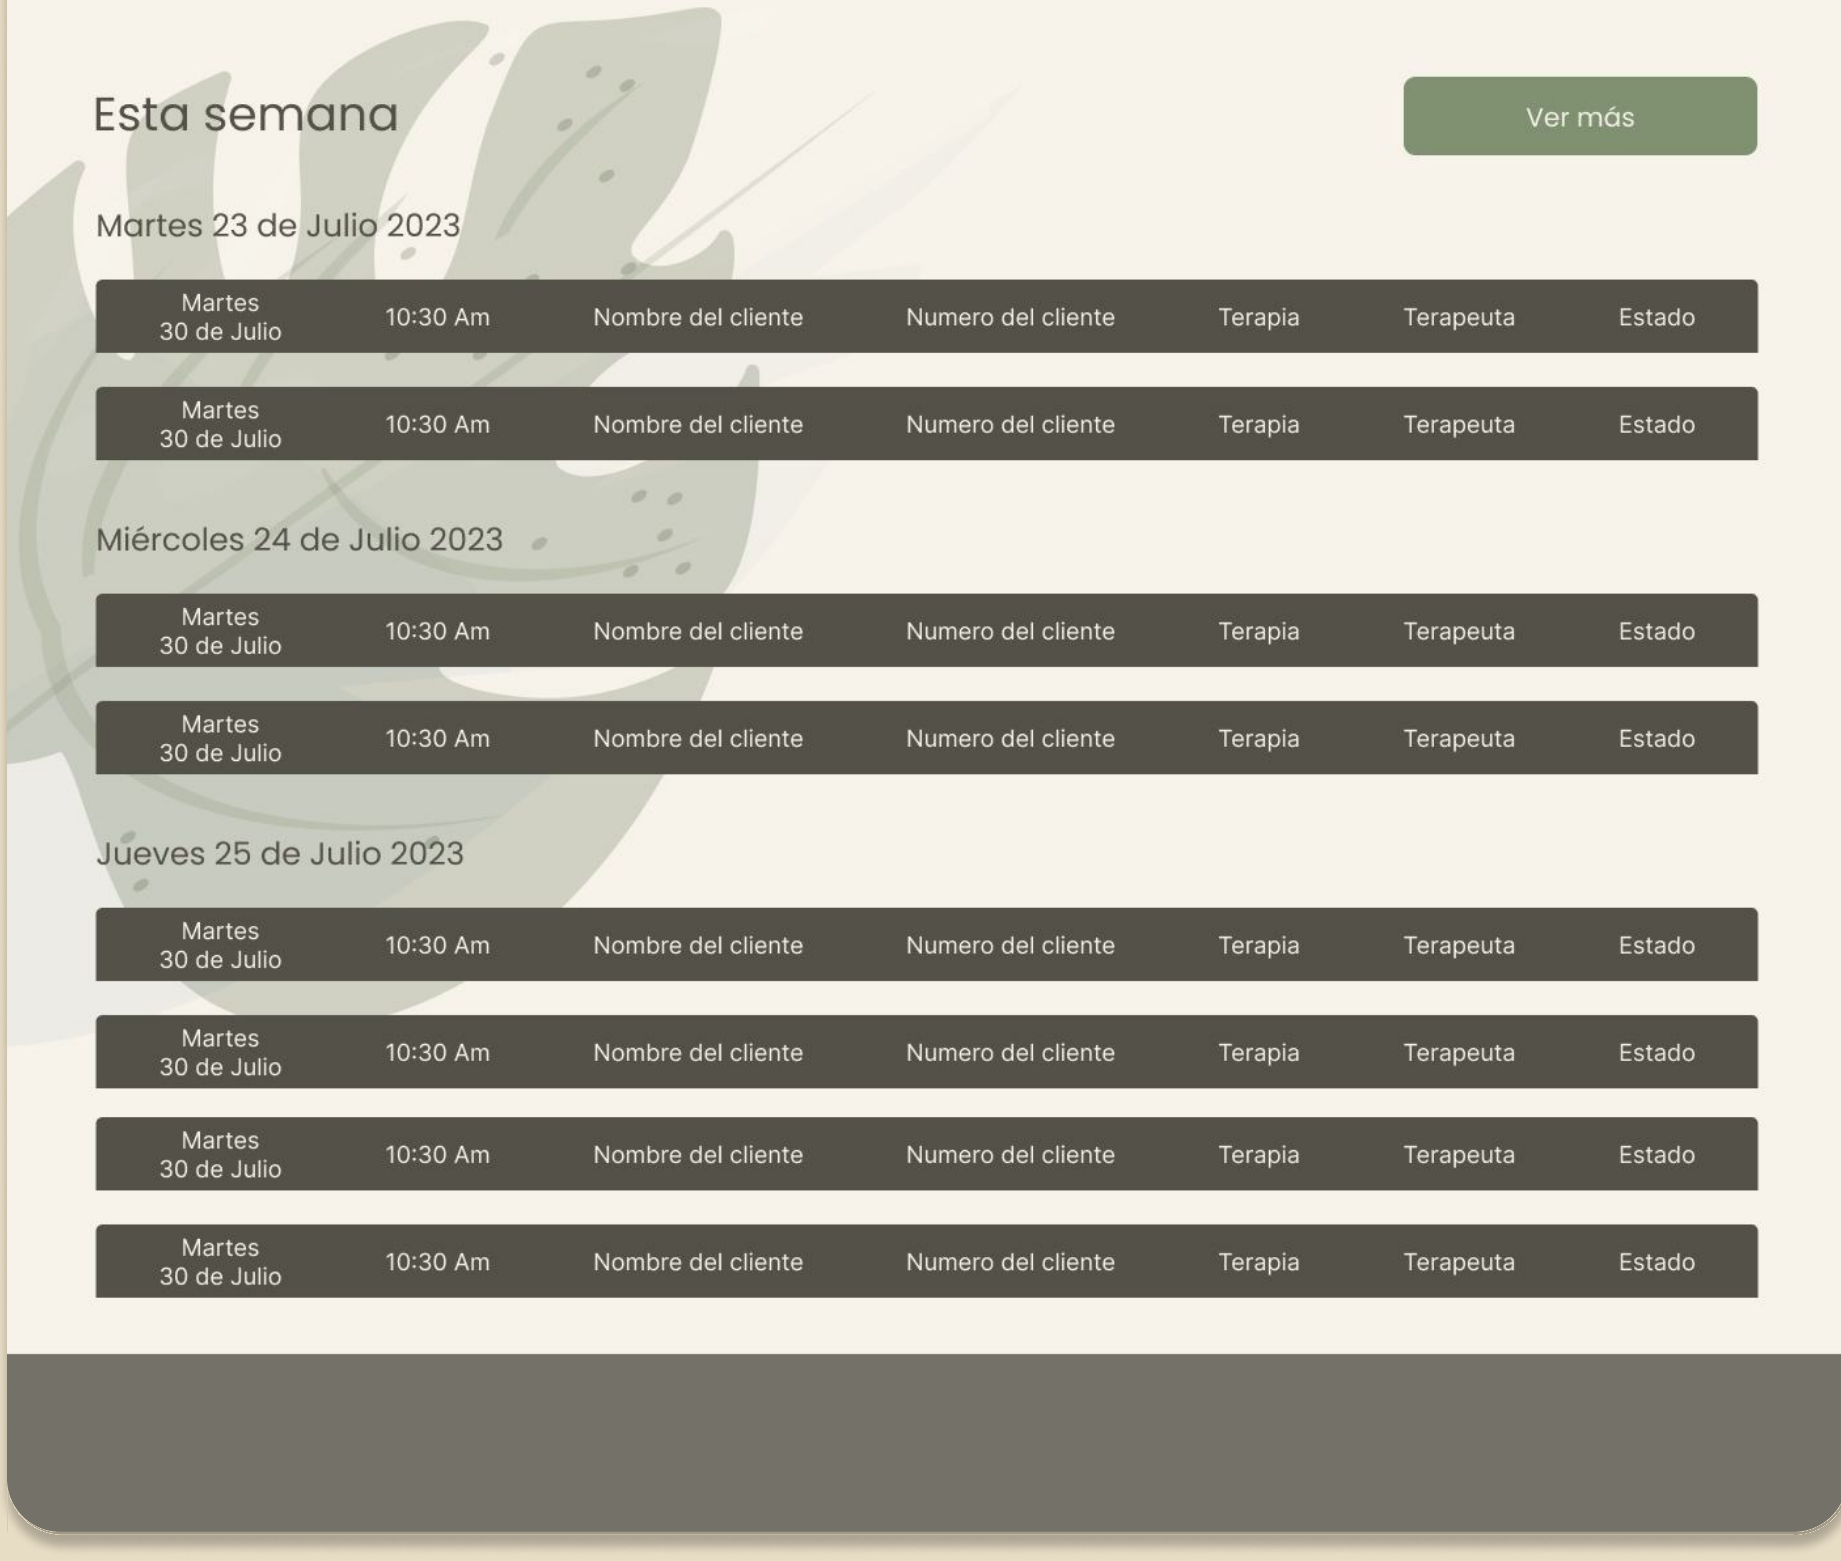 Esta semana
Ver más
Martes 23 de Julio 2023
Martes
30 de Julio
10:30 Am
Nombre del cliente
Numero del cliente
Terapia
Terapeuta
Estado
Martes
30 de Julio
10:30 Am
Nombre del cliente
Numero del cliente
Terapia
Terapeuta
Estado
Miércoles 24 de Julio 2023
Martes
30 de Julio
10:30 Am
Nombre del cliente
Numero del cliente
Terapia
Terapeuta
Estado
Martes
30 de Julio
10:30 Am
Nombre del cliente
Numero del cliente
Terapia
Terapeuta
Estado
Jueves 25 de Julio 2023
Martes
30 de Julio
10:30 Am
Nombre del cliente
Numero del cliente
Terapia
Terapeuta
Estado
Martes
30 de Julio
10:30 Am
Nombre del cliente
Numero del cliente
Terapia
Terapeuta
Estado
Martes
30 de Julio
10:30 Am
Nombre del cliente
Numero del cliente
Terapia
Terapeuta
Estado
Martes
30 de Julio
10:30 Am
Nombre del cliente
Numero del cliente
Terapia
Terapeuta
Estado